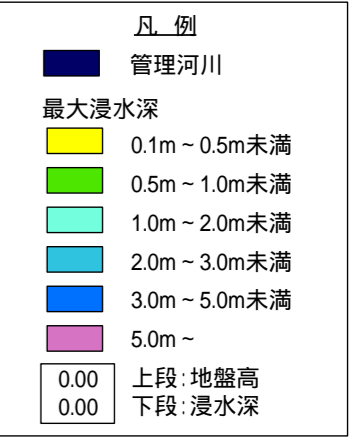 凡 例
管理河川
最大浸水深
0.1m ~ 0.5m未満
0.5m ~ 1.0m未満
1.0m ~ 2.0m未満
2.0m ~ 3.0m未満
3.0m ~ 5.0m未満
5.0m ~
0.00 上段:地盤高
0.00 下段:浸水深